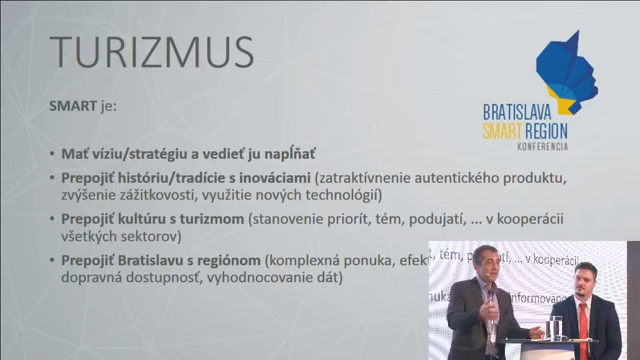 TURIZMUS
SMART je:
BRATISLAVA
SMART REGION
KONFERENCIA
• Mať víziu/stratégiu a vedieť ju napĺňať
• Prepojiť históriu/tradície s inováciami (zatraktívnenie autentického produktu,
zvýšenie zážitkovosti, využitie nových technológií)
• Prepojiť kultúru s turizmom (stanovenie priorít, tém, podujatí, ... v kooperácii
všetkých sektorov)
• Prepojiť Bratislavu s regiónom (komplexná ponuka, efek
dopravná dostupnosť, vyhodnocovanie dát)
t, tém, podujatí, ... v kooperácii